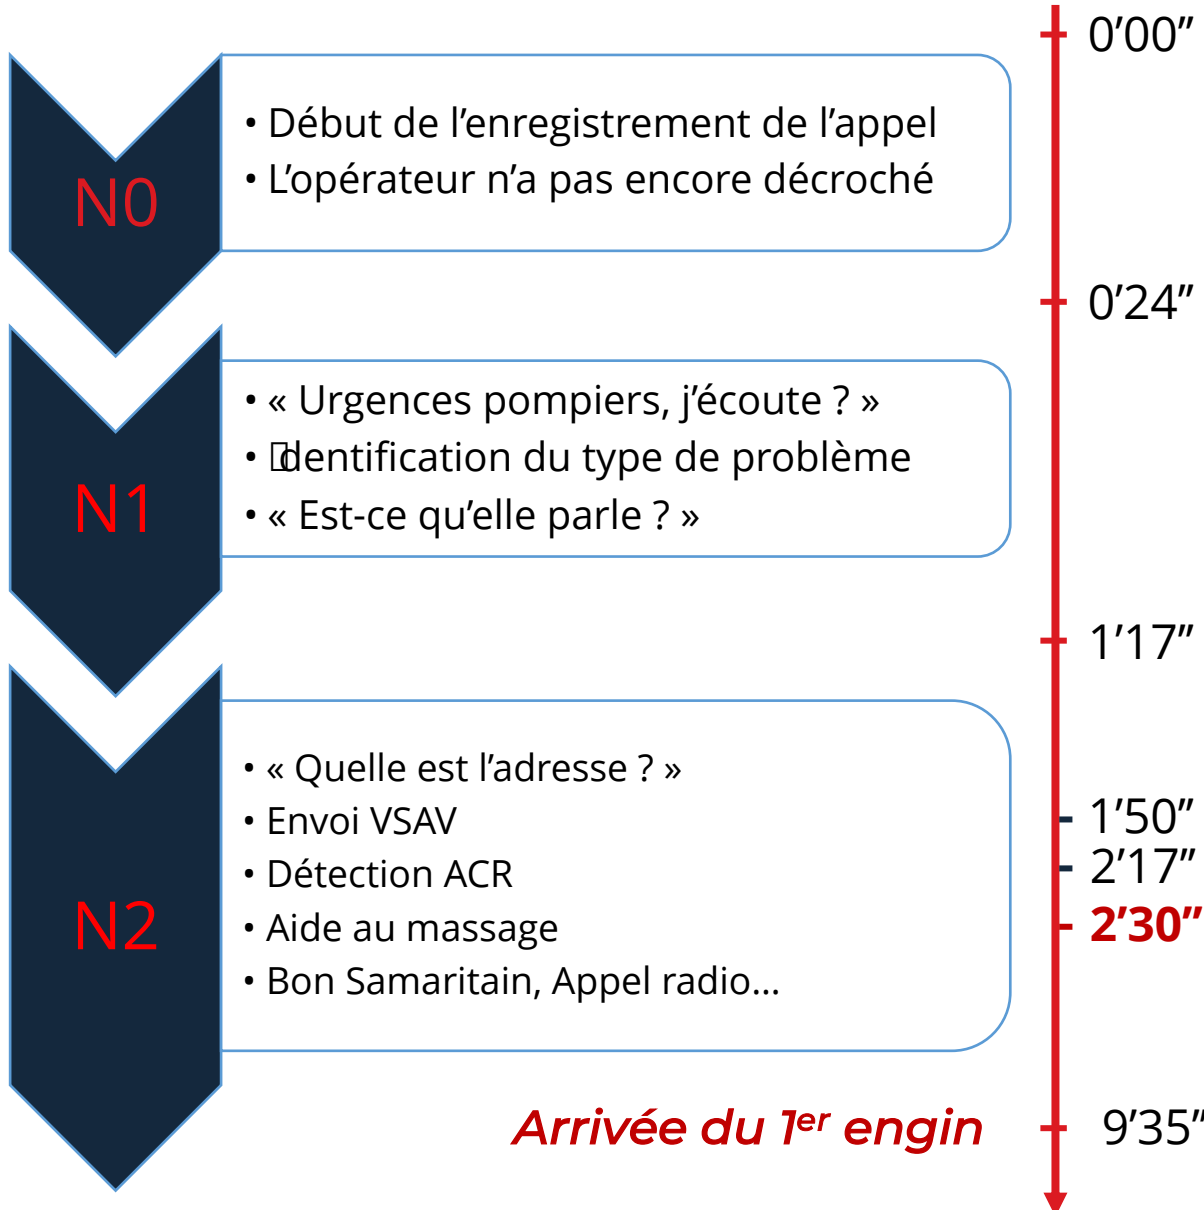 0’00’’
N0
• Début de l’enregistrement de l’appel
• L’opérateur n’a pas encore décroché
0’24’’
N1
• « Urgences pompiers, j’écoute ? »
• dentification du type de problème
• « Est-ce qu’elle parle ? »
1’17’’
N2
• « Quelle est l’adresse ? »
• Envoi VSAV
• Détection ACR
• Aide au massage
• Bon Samaritain, Appel radio…
1’50’’
2’17’’
2’30’’
Arrivée du 1er engin
9’35’’